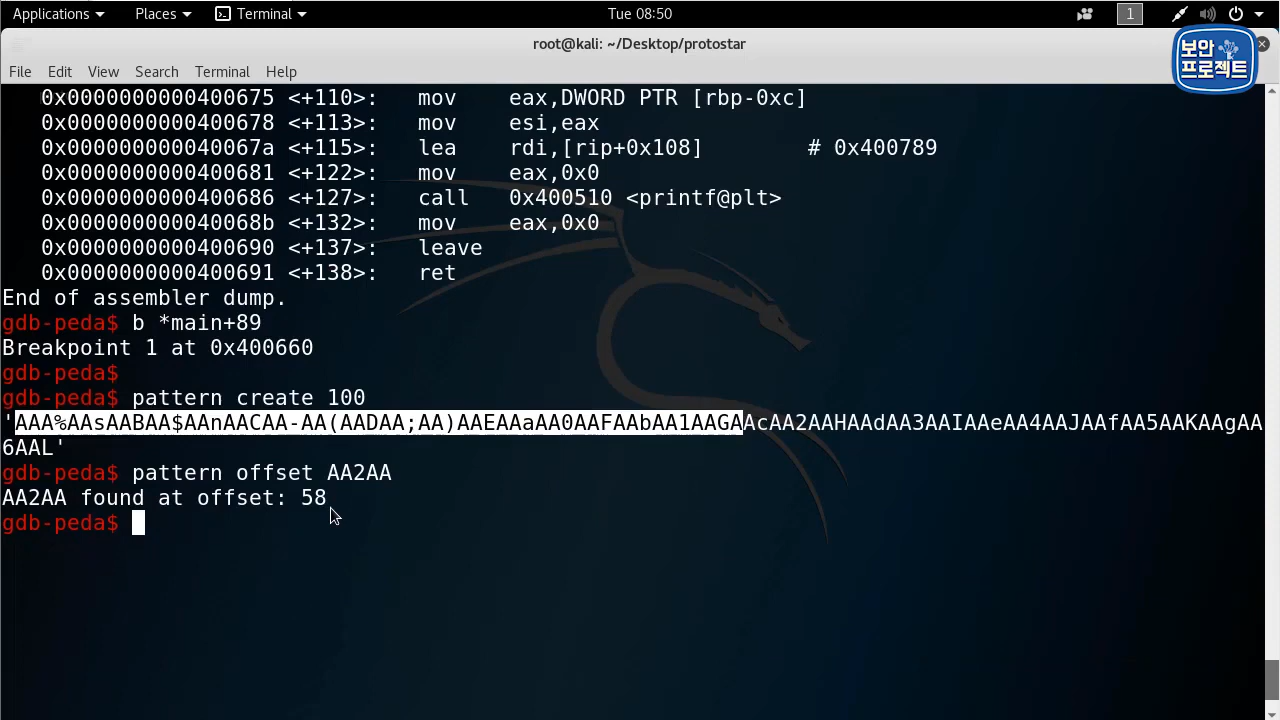 Applications Places Terminal Tue 08:50 1
root@kali: ~/Desktop/protostar
보안
프로젝트
File Edit View Search Terminal Help
0x0000000000400675 <+110>: mov eax,DWORD PTR [rbp-0xc]
0x0000000000400678 <+113>: mov esi,eax
0x000000000040067a <+115>: lea rdi,[rip+0x108] # 0x400789
0x0000000000400681 <+122>: mov eax,0x0
0x0000000000400686 <+127>: call 0x400510 <printf@plt>
0x000000000040068b <+132>: mov eax,0x0
0x0000000000400690 <+137>: leave
0x0000000000400691 <+138>: ret
End of assembler dump.
gdb-peda$ b *main+89
Breakpoint 1 at 0x400660
gdb-peda$
gdb-peda$ pattern create 100
'AAA%AAsAABAA$AAnAACAA-AA(AADAA;AA)AAEAAaAA0AAFAAbAA1AAGAAcAA2AAHAAdAA3AAIAAeAA4AAJAAfAA5AAKAAgAA
6AAL'
gdb-peda$ pattern offset AA2AA
AA2AA found at offset: 58
gdb-peda$